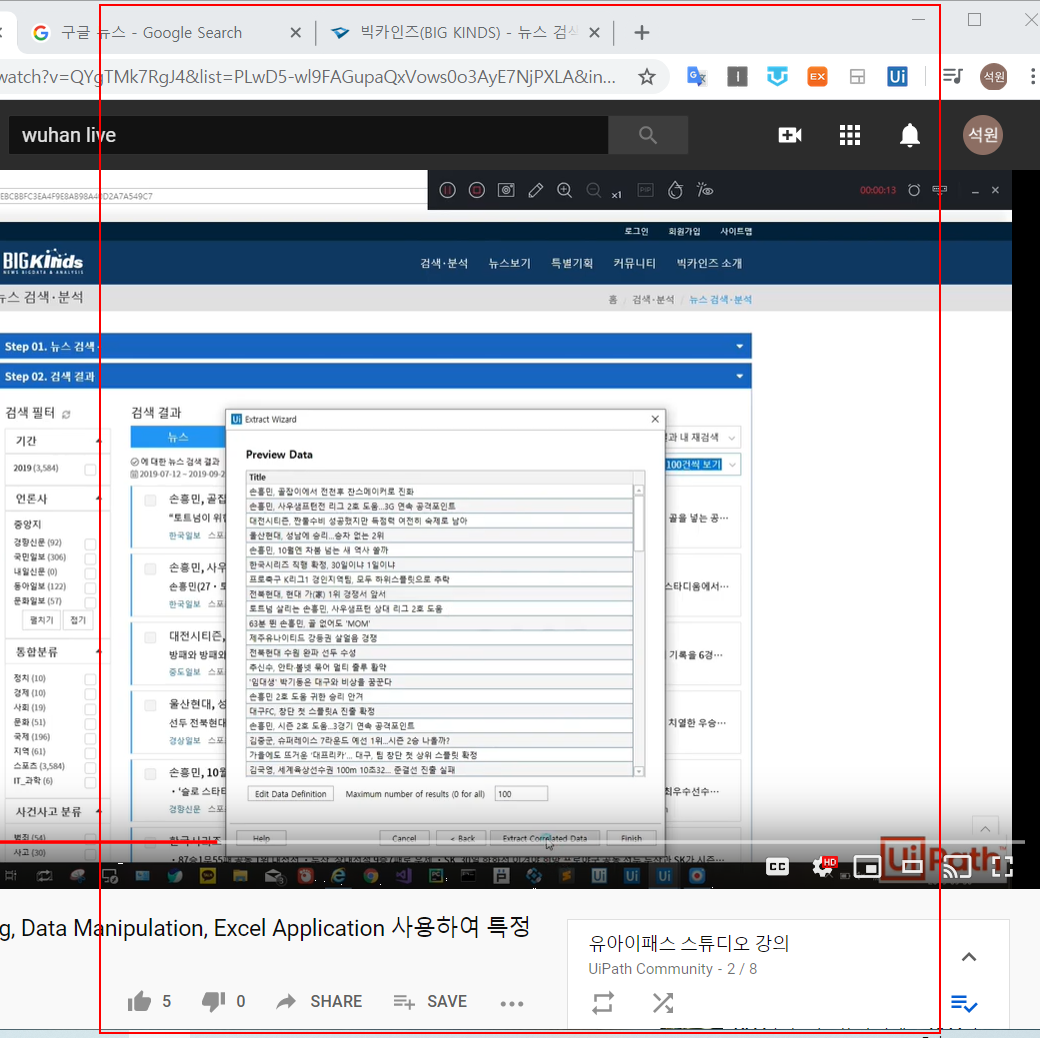 구글 뉴스 - Google Search
빅카인즈(BIG KINDS) - 뉴스 검색
watch?v=QYgTMk7RgJ4&list=PLwD5-wl9FAGupaQxVows0o3AyE7NjPXLA&in...
EX
Ui
석원
wuhan live
석원
EBCBBFC3EA4F9E8AB98A40D2A7A549C7
x1
PIP
00:00:13
로그인 회원가입 사이트맵
BIGKinds
NEWS BIGDATA & ANALYSIS
검색·분석 뉴스보기 특별기획 커뮤니티 빅카인즈 소개
뉴스 검색·분석
홈 / 검색·분석 / 뉴스 검색·분석
Step 01. 뉴스 검색
Step 02. 검색 결과
검색 필터
기간
2019 (3,584)
언론사
중앙지
경향신문 (92)
국민일보 (306)
내일신문 (0)
동아일보 (122)
문화일보 (57)
펼치기 접기
통합분류
정치 (10)
경제 (10)
사회 (19)
문화 (51)
국제 (196)
지역 (61)
스포츠 (3,584)
IT_과학 (6)
사건사고 분류
범죄 (54)
사고 (30)
검색 결과
뉴스
에 대한 뉴스 검색 결과
2019-07-12 ~ 2019-09-2
결과 내 재검색
100건씩 보기
손흥민, 골잡
"토트넘이 위한
한국일보 스포
골을 넣는 공…
손흥민, 사우
손흥민(27·토
한국일보 스포
스타디움에서…
대전시티즌,
방패와 방패와
중도일보 스포
기록을 6경…
울산현대, 성
선두 전북현대
경상일보 스포
치열한 우승…
손흥민, 10월
·'슬로 스타트
경향신문 스포
최우수선수…
한국시리즈
Ui Extract Wizard
Preview Data
Title
손흥민, 골잡이에서 전천후 찬스메이커로 진화
손흥민, 사우샘프턴전 리그 2호 도움...3G 연속 공격포인트
대전시티즌, 짠물수비 성공했지만 득점력 여전히 숙제로 남아
울산현대, 성남에 승리...승자 없는 2위
손흥민, 10월엔 차붐 넘는 새 역사 쓸까
한국시리즈 직행 확정, 30일이냐 1일이냐
프로축구 K리그1 경인지역팀, 모두 하위스플릿으로 추락
전북현대, 현대 가(家) 1위 경쟁서 앞서
토트넘 살리는 손흥민, 사우샘프턴 상대 리그 2호 도움
63분 뛴 손흥민, 골 없어도 'MOM'
제주유나이티드 강등권 살얼음 경쟁
전북현대 수원 완파 선두 수성
추신수, 안타·볼넷 묶어 멀티 출루 활약
'임대생' 박기동은 대구와 비상을 꿈꾼다
손흥민 2호 도움 귀한 승리 안겨
대구FC, 창단 첫 스플릿A 진출 확정
손흥민, 시즌 2호 도움...3경기 연속 공격포인트
김중군, 슈퍼레이스 7라운드 예선 1위...시즌 2승 나올까?
가을에도 뜨거운 '대프리카'... 대구, 팀 창단 첫 상위 스플릿 확정
김국영, 세계육상선수권 100m 10초32... 준결선 진출 실패
Edit Data Definition Maximum number of results (0 for all) 100
Help Cancel < Back Extract Correlated Data Finish
UiPath™
CC
HD
g, Data Manipulation, Excel Application 사용하여 특정
5 0 SHARE SAVE
유아이패스 스튜디오 강의
UiPath Community - 2 / 8